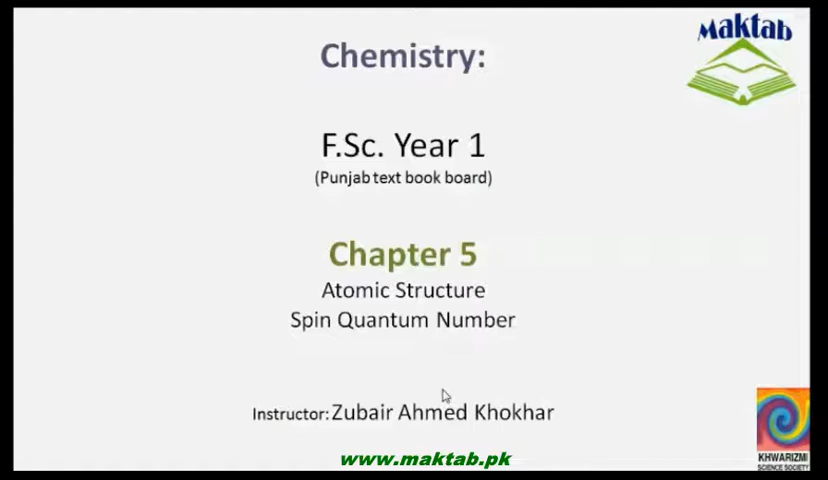 Maktab
Chemistry:
F.Sc. Year 1
(Punjab text book board)
Chapter 5
Atomic Structure
Spin Quantum Number
Instructor: Zubair Ahmed Khokhar
www.maktab.pk
KHWARIZMI
SCIENCE SOCIETY